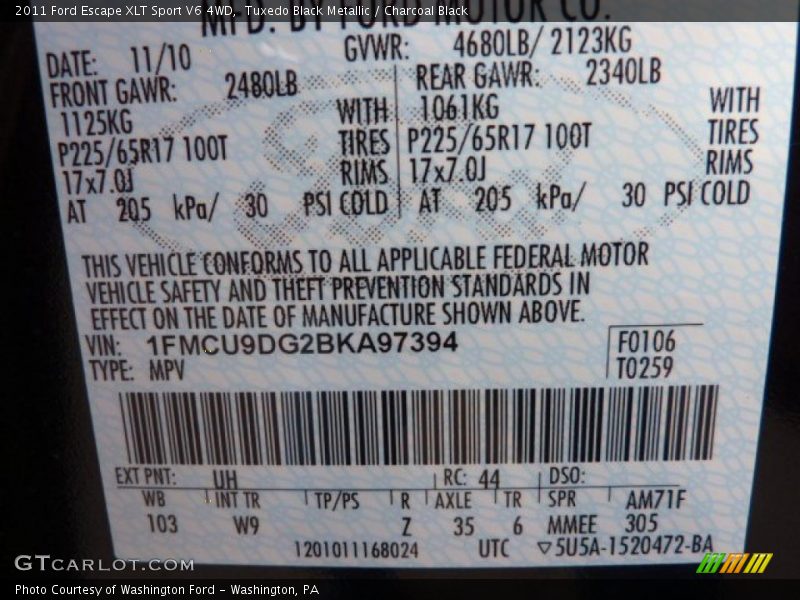 2011 Ford Escape XLT Sport V6 4WD, Tuxedo Black Metallic / Charcoal Black
MFD. BY FORD MOTOR CO.
DATE: 11/10 GVWR: 4680LB/ 2123KG
FRONT GAWR: 2480LB REAR GAWR: 2340LB
1125KG WITH 1061KG WITH
P225/65R17 100T TIRES P225/65R17 100T TIRES
17x7.0J RIMS 17x7.0J RIMS
AT 205 kPa/ 30 PSI COLD AT 205 kPa/ 30 PSI COLD
THIS VEHICLE CONFORMS TO ALL APPLICABLE FEDERAL MOTOR
VEHICLE SAFETY AND THEFT PREVENTION STANDARDS IN
EFFECT ON THE DATE OF MANUFACTURE SHOWN ABOVE.
VIN: 1FMCU9DG2BKA97394 F0106
TYPE: MPV T0259
EXT PNT: UH RC: 44 DSO:
WB INT TR TP/PS R AXLE TR SPR AM71F
103 W9 Z 35 6 MMEE 305
1201011168024 UTC ▽5U5A-1520472-BA
GTCARLOT.COM
Photo Courtesy of Washington Ford - Washington, PA